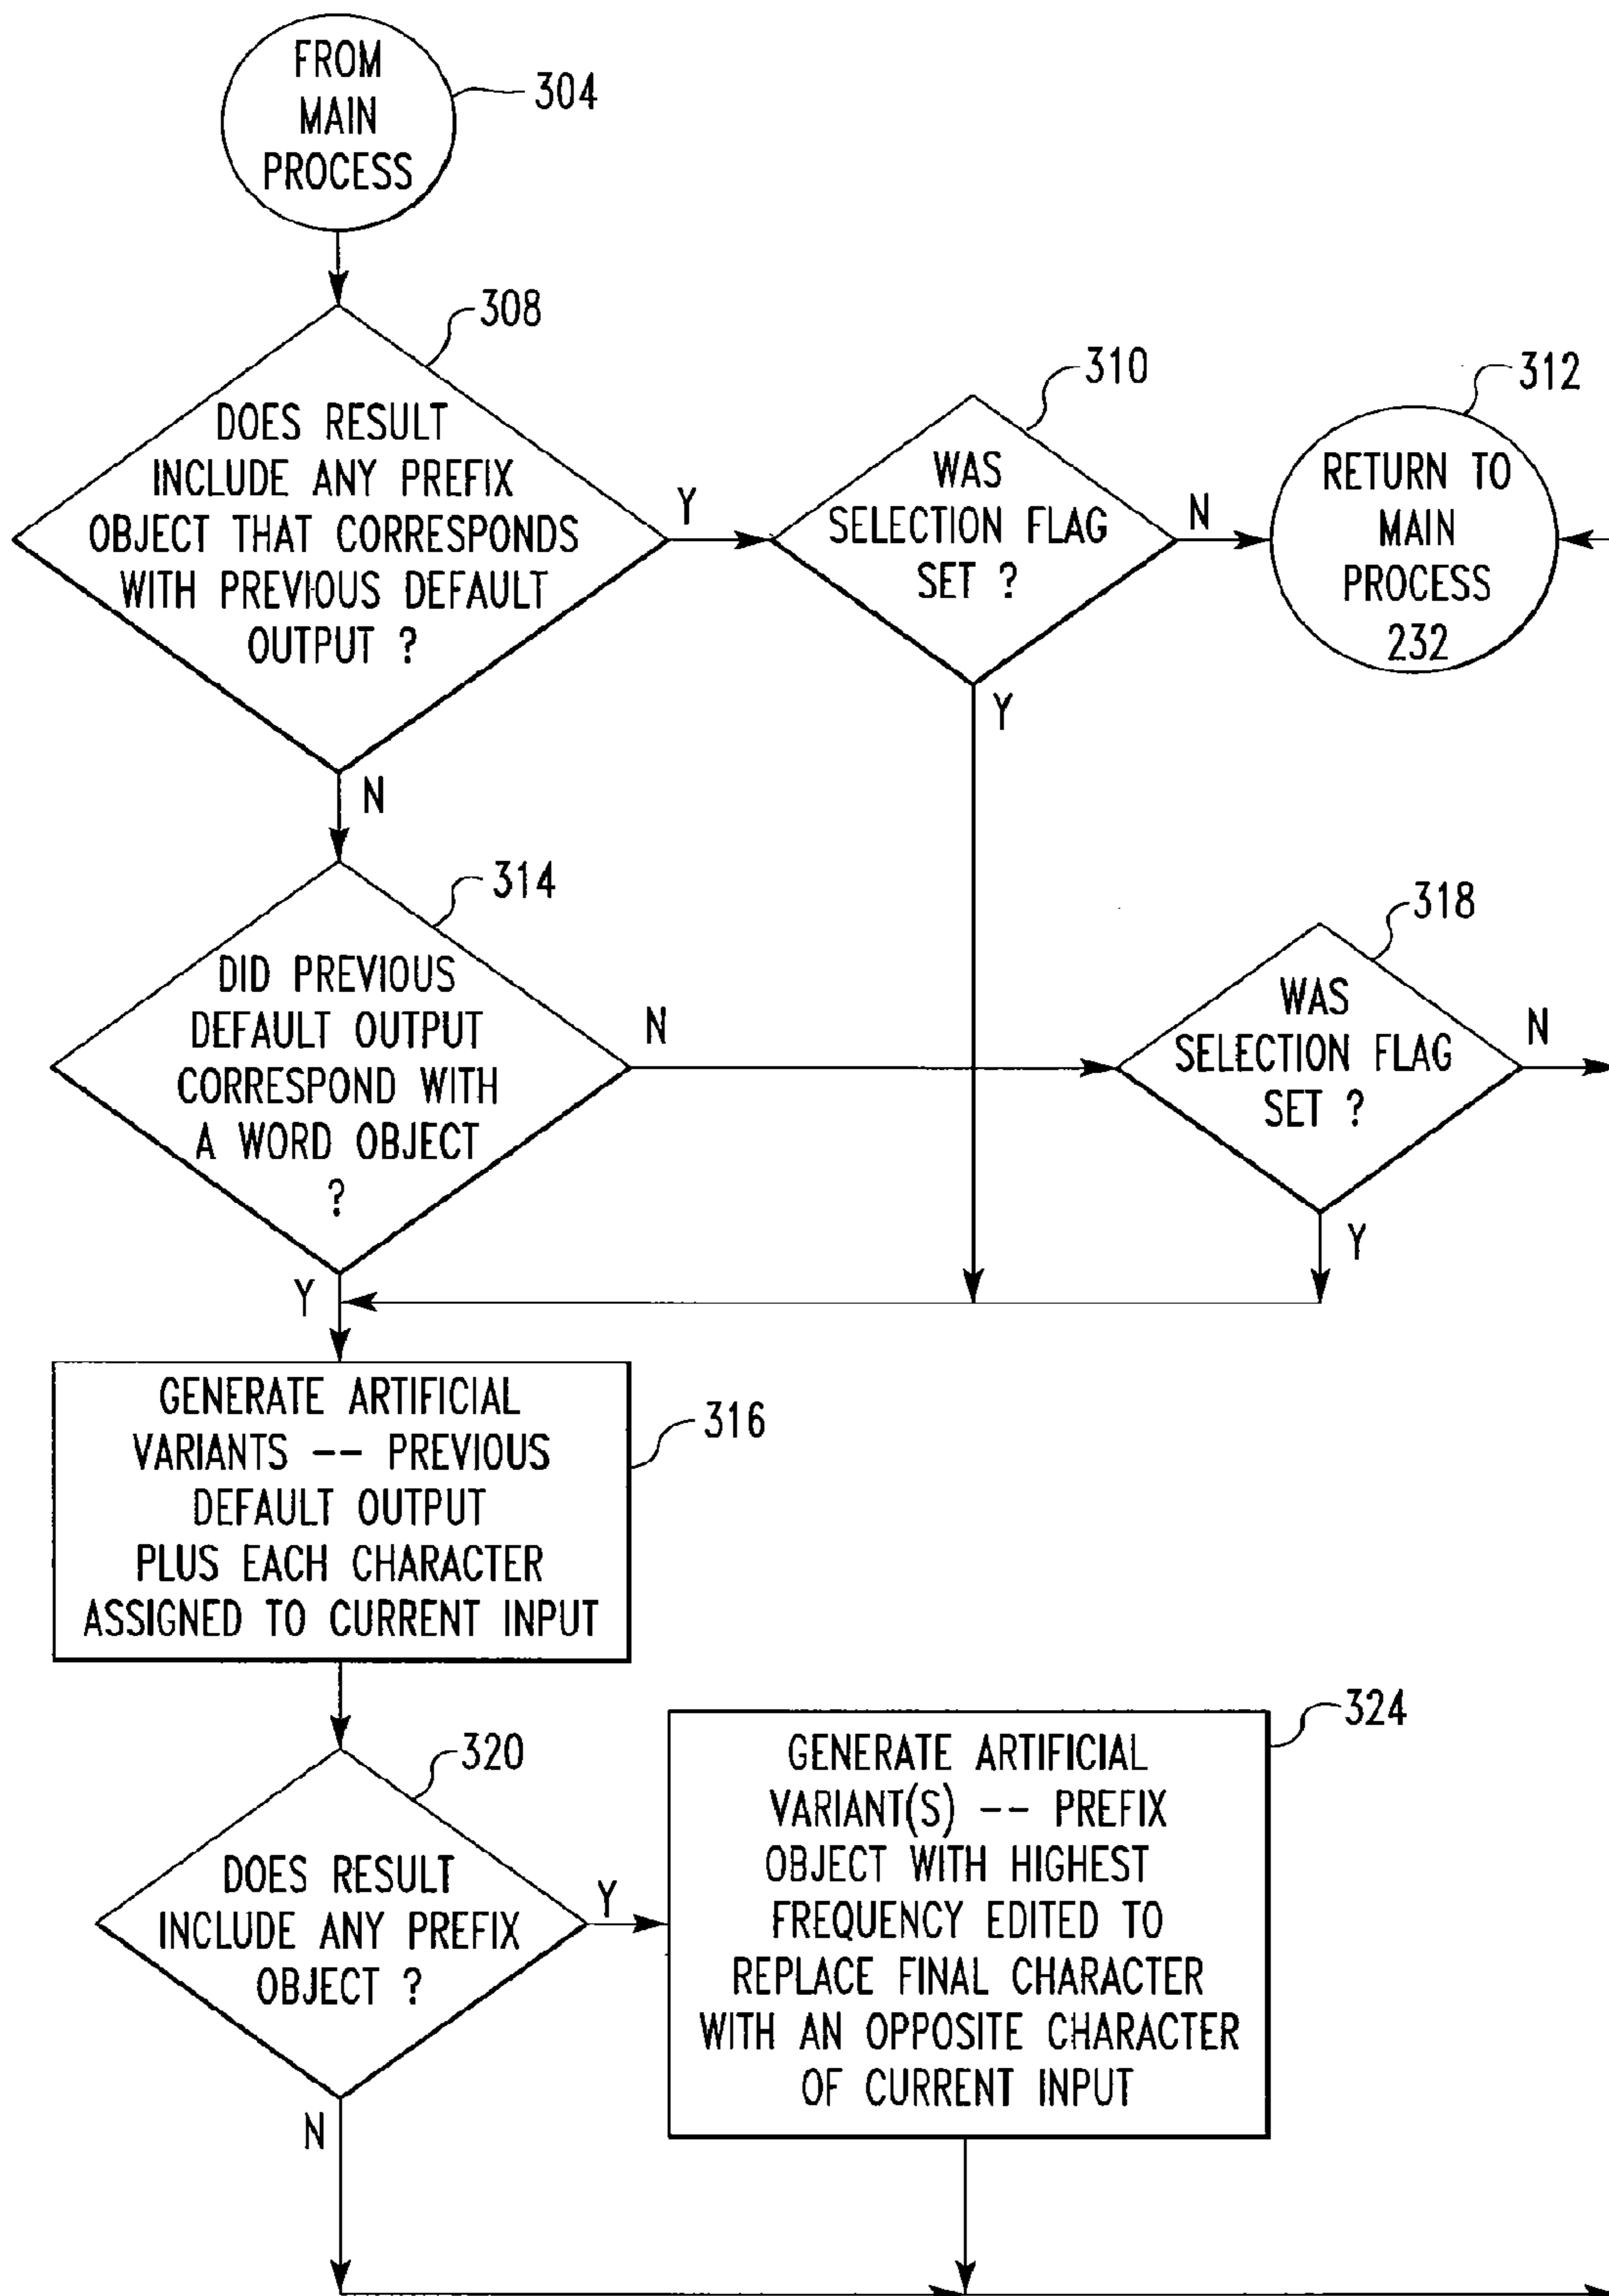 FROM
MAIN
PROCESS
304
308
DOES RESULT
INCLUDE ANY PREFIX
OBJECT THAT CORRESPONDS
WITH PREVIOUS DEFAULT
OUTPUT ?
Y
N
310
WAS
SELECTION FLAG
SET ?
N
Y
312
RETURN TO
MAIN
PROCESS
232
314
DID PREVIOUS
DEFAULT OUTPUT
CORRESPOND WITH
A WORD OBJECT
?
N
Y
318
WAS
SELECTION FLAG
SET ?
N
Y
GENERATE ARTIFICIAL
VARIANTS -- PREVIOUS
DEFAULT OUTPUT
PLUS EACH CHARACTER
ASSIGNED TO CURRENT INPUT
316
320
DOES RESULT
INCLUDE ANY PREFIX
OBJECT ?
Y
N
324
GENERATE ARTIFICIAL
VARIANT(S) -- PREFIX
OBJECT WITH HIGHEST
FREQUENCY EDITED TO
REPLACE FINAL CHARACTER
WITH AN OPPOSITE CHARACTER
OF CURRENT INPUT